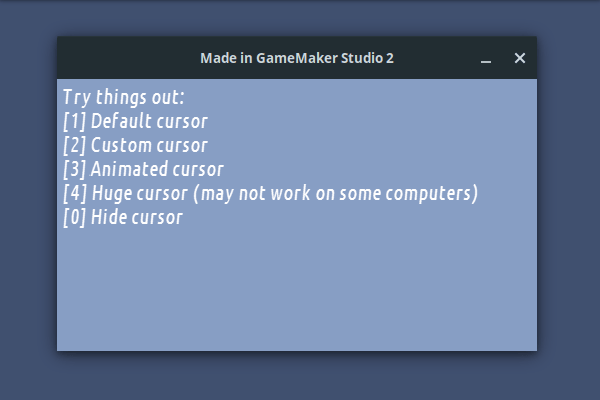 Made in GameMaker Studio 2
Try things out:
[1] Default cursor
[2] Custom cursor
[3] Animated cursor
[4] Huge cursor (may not work on some computers)
[0] Hide cursor